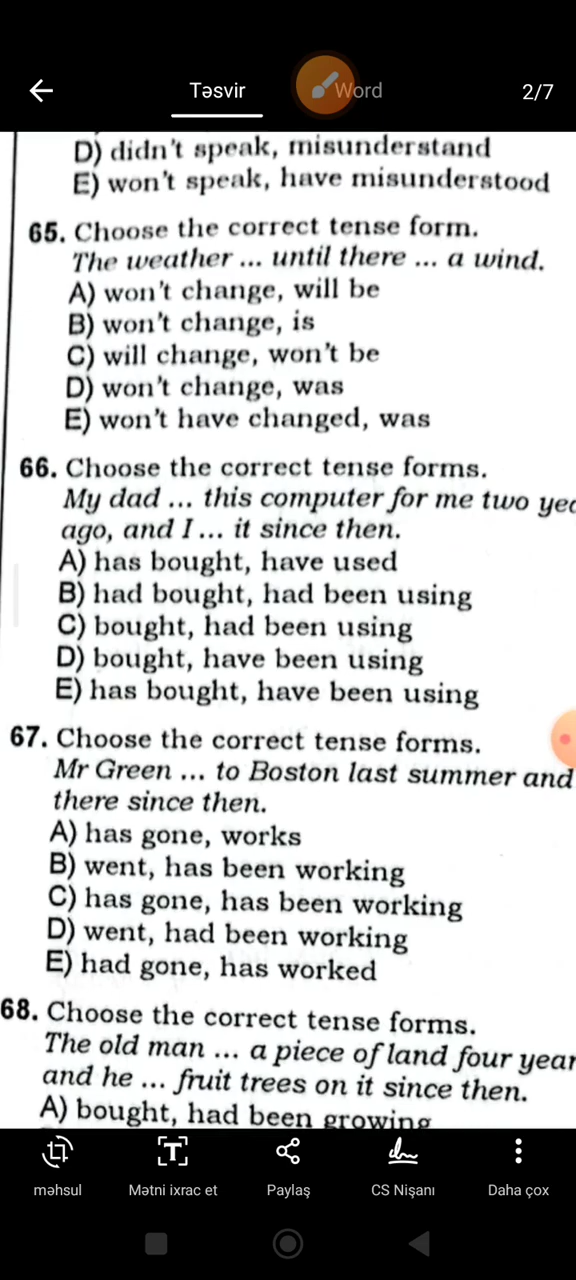 Təsvir
Word
2/7
D) didn't speak, misunderstand
E) won't speak, have misunderstood
65. Choose the correct tense form.
The weather ... until there ... a wind.
A) won't change, will be
B) won't change, is
C) will change, won't be
D) won't change, was
E) won't have changed, was
66. Choose the correct tense forms.
My dad ... this computer for me two
ago, and I ... it since then.
A) has bought, have used
B) had bought, had been using
C) bought, had been using
D) bought, have been using
E) has bought, have been using
67. Choose the correct tense forms.
Mr Green ... to Boston last summer and
there since then.
A) has gone, works
B) went, has been working
C) has gone, has been working
D) went, had been working
E) had gone, has worked
68. Choose the correct tense forms.
The old man ... a piece of land four year
and he ... fruit trees on it since then.
A) bought, had been growing
məhsul
Mətni ixrac et
Paylaş
CS Nişanı
Daha çox